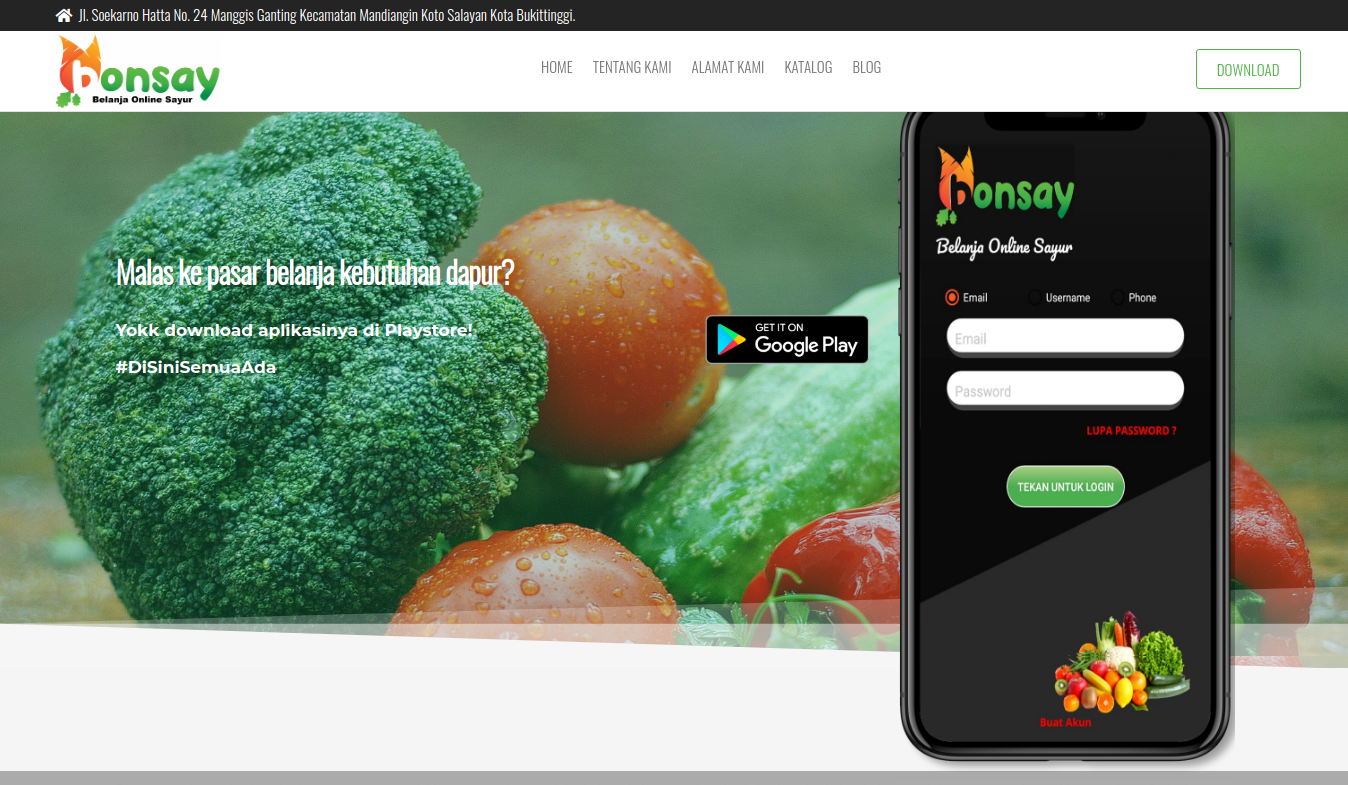 Jl. Soekarno Hatta No. 24 Manggis Ganting Kecamatan Mandiangin Koto Salayan Kota Bukittinggi.
bonsay
Belanja Online Sayur
HOME TENTANG KAMI ALAMAT KAMI KATALOG BLOG
DOWNLOAD
Malas ke pasar belanja kebutuhan dapur?
Yokk download aplikasinya di Playstore!
#DiSiniSemuaAda
GET IT ON
Google Play
bonsay
Belanja Online Sayur
Email Username Phone
Email
Password
LUPA PASSWORD ?
TEKAN UNTUK LOGIN
Buat Akun